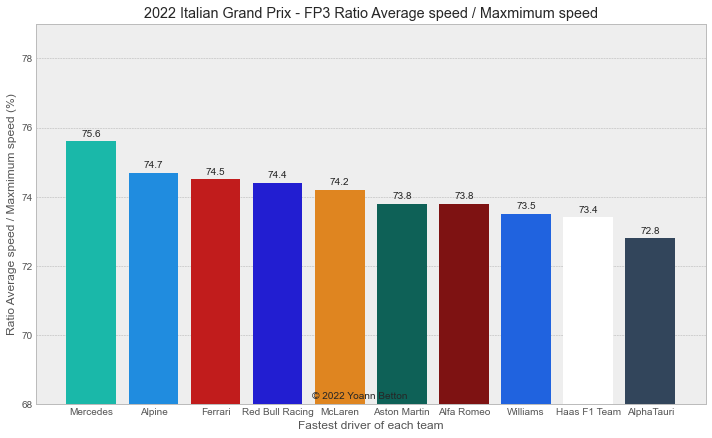 2022 Italian Grand Prix - FP3 Ratio Average speed / Maxmimum speed
Ratio Average speed / Maxmimum speed (%)
78
76
74
72
70
68
75.6
74.7
74.5
74.4
74.2
73.8
73.8
73.5
73.4
72.8
© 2022 Yoann Betton
Mercedes
Alpine
Ferrari
Red Bull Racing
McLaren
Aston Martin
Alfa Romeo
Williams
Haas F1 Team
AlphaTauri
Fastest driver of each team